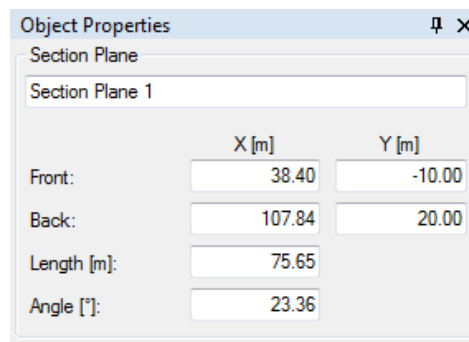 Object Properties
Section Plane
Section Plane 1
X [m] Y [m]
Front: 38.40 -10.00
Back: 107.84 20.00
Length [m]: 75.65
Angle [°]: 23.36